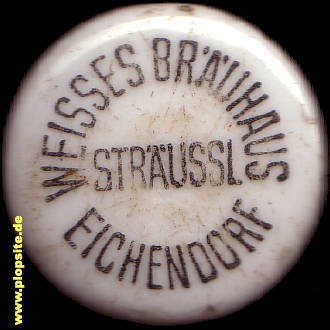 WEISSES BRÄUHAUS
STRÄUSSL
EICHENDORF
www.plopsite.de